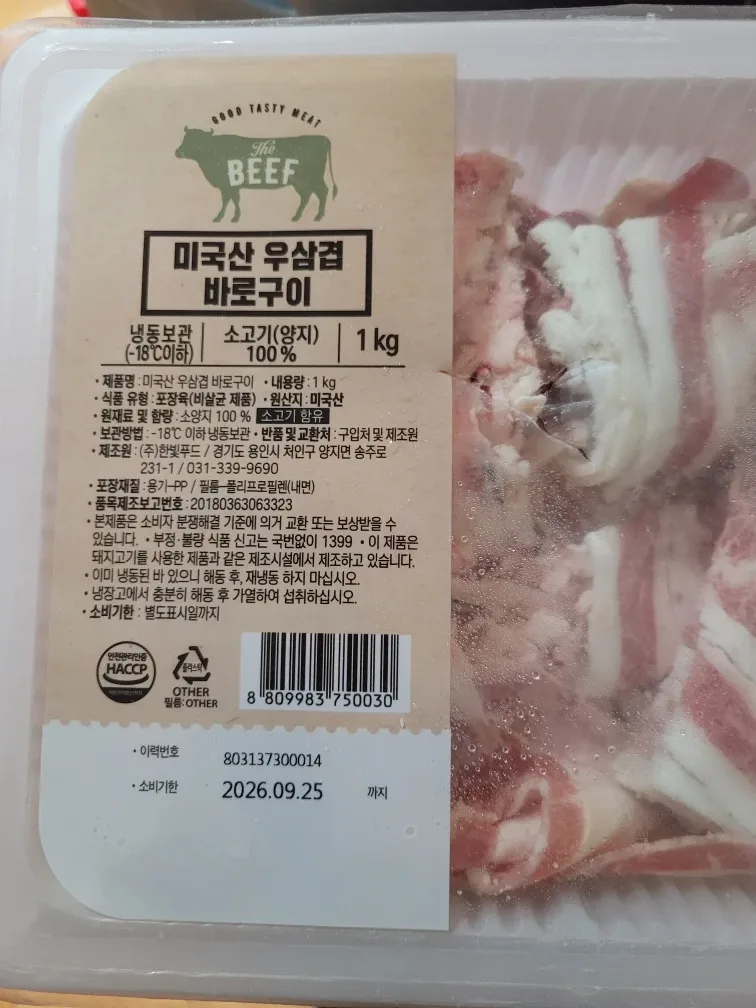 GOOD TASTY MEAT
The
BEEF
미국산 우삼겹
바로구이
냉동보관
(-18℃이하)
소고기(양지)
100 %
1 kg
• 제품명 : 미국산 우삼겹 바로구이 • 내용량 : 1 kg
• 식품 유형 : 포장육(비살균 제품) • 원산지 : 미국산
• 원재료 및 함량 : 소양지 100 % 소고기 함유
• 보관방법 : -18℃ 이하 냉동보관 • 반품 및 교환처 : 구입처 및 제조원
• 제조원 : (주)한빛푸드 / 경기도 용인시 처인구 양지면 송주로
231-1 / 031-339-9690
• 포장재질 : 용기-PP / 필름-폴리프로필렌(내면)
• 품목제조보고번호 : 20180363063323
• 본제품은 소비자 분쟁해결 기준에 의거 교환 또는 보상받을 수
있습니다. • 부정·불량 식품 신고는 국번없이 1399 • 이 제품은
돼지고기를 사용한 제품과 같은 제조시설에서 제조하고 있습니다.
• 이미 냉동된 바 있으니 해동 후, 재냉동 하지 마십시오.
• 냉장고에서 충분히 해동 후 가열하여 섭취하십시오.
• 소비기한 : 별도표시일까지
안전관리인증
HACCP
플라스틱
OTHER
필름:OTHER
8 809983 750030
• 이력번호 803137300014
• 소비기한 2026.09.25 까지